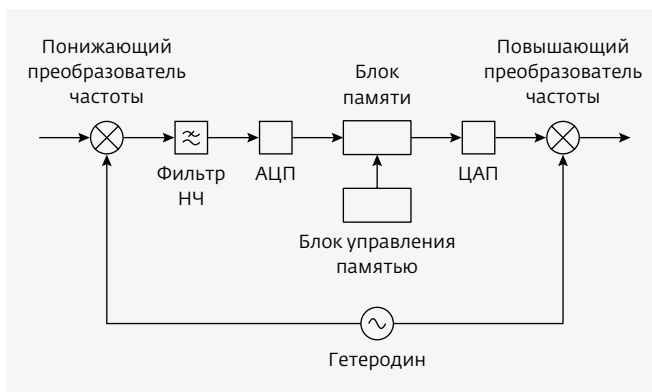 Понижающий
преобразователь
частоты
Блок
памяти
Повышающий
преобразователь
частоты
Фильтр
НЧ
АЦП
ЦАП
Блок управления
памятью
Гетеродин